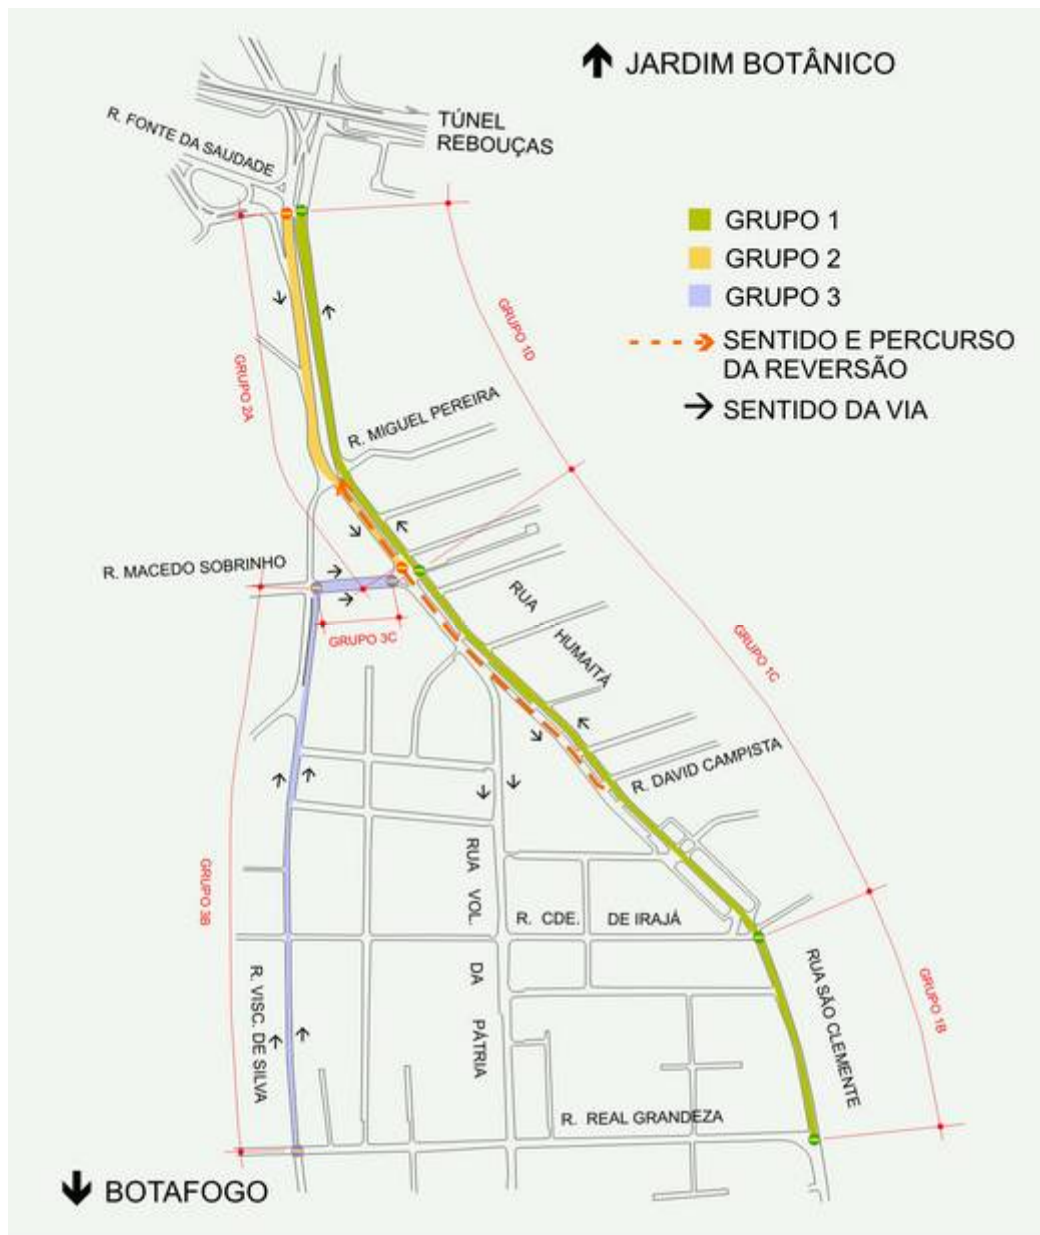 JARDIM BOTÂNICO
TÚNEL
REBOUÇAS
R. FONTE DA SAUDADE
GRUPO 1
GRUPO 2
GRUPO 3
SENTIDO E PERCURSO
DA REVERSÃO
SENTIDO DA VIA
GRUPO 1D
GRUPO 2A
R. MIGUEL PEREIRA
R. MACEDO SOBRINHO
RUA
HUMAITÁ
GRUPO 3C
GRUPO 1C
R. DAVID CAMPISTA
RUA VOL.
DA
PÁTRIA
GRUPO 3B
R. CDE.
DE IRAJÁ
R. VISC. DE SILVA
RUA SÃO CLEMENTE
GRUPO 1B
R. REAL GRANDEZA
BOTAFOGO